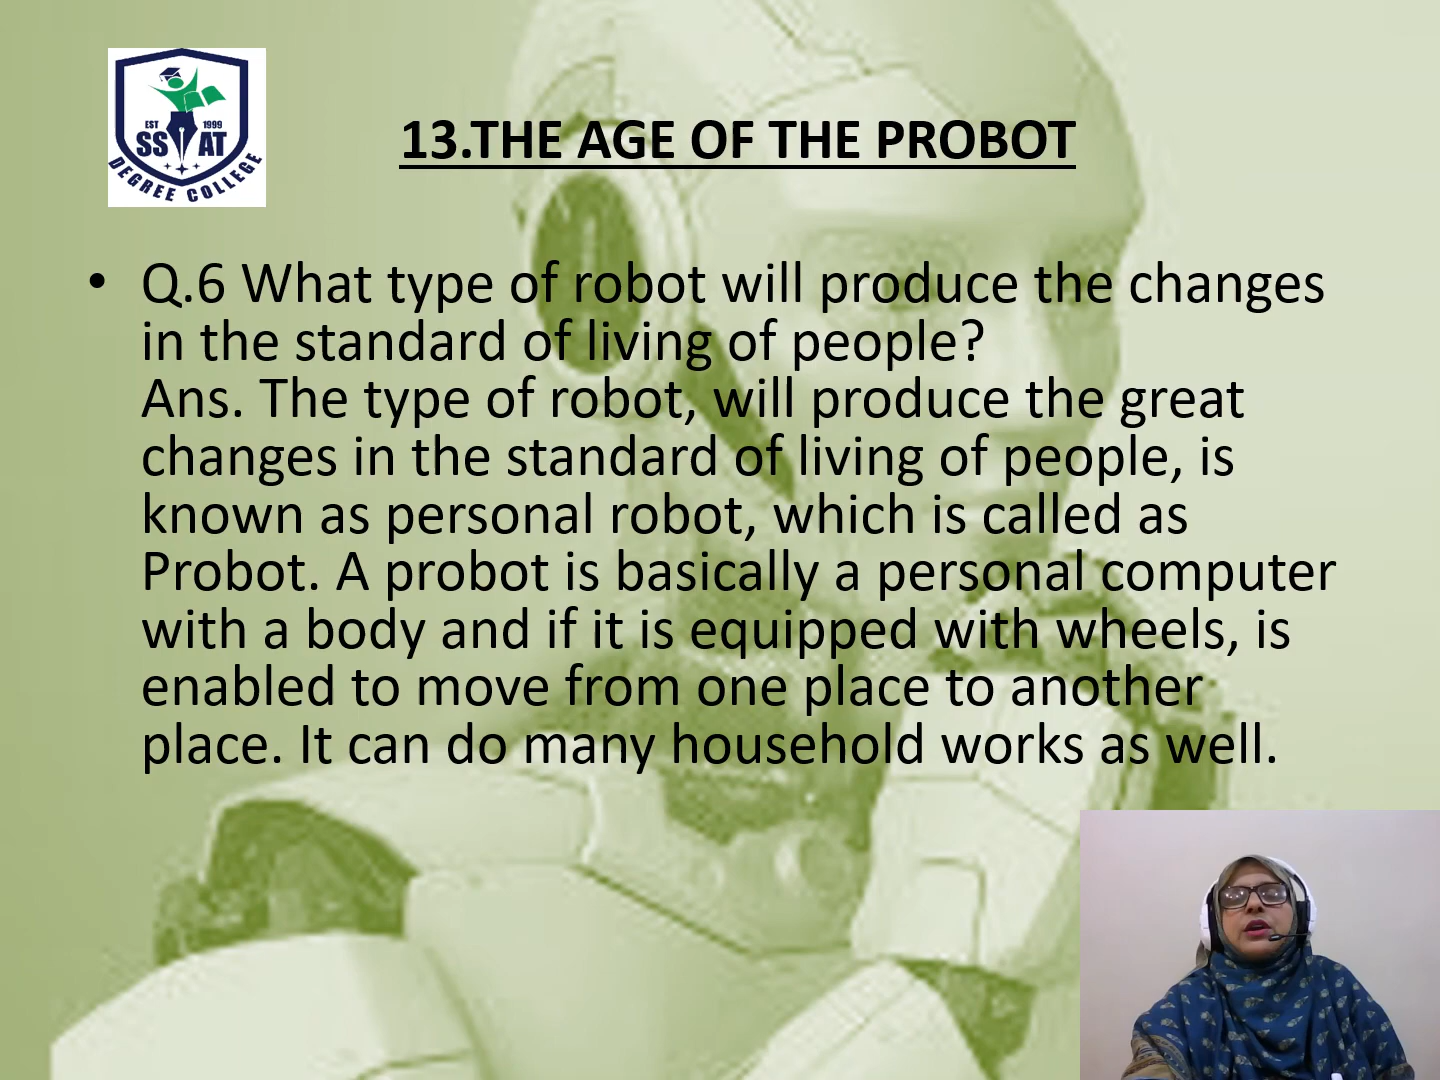 EST 1999
SS AT
DEGREE COLLEGE
13.THE AGE OF THE PROBOT
• Q.6 What type of robot will produce the changes
in the standard of living of people?
Ans. The type of robot, will produce the great
changes in the standard of living of people, is
known as personal robot, which is called as
Probot. A probot is basically a personal computer
with a body and if it is equipped with wheels, is
enabled to move from one place to another
place. It can do many household works as well.